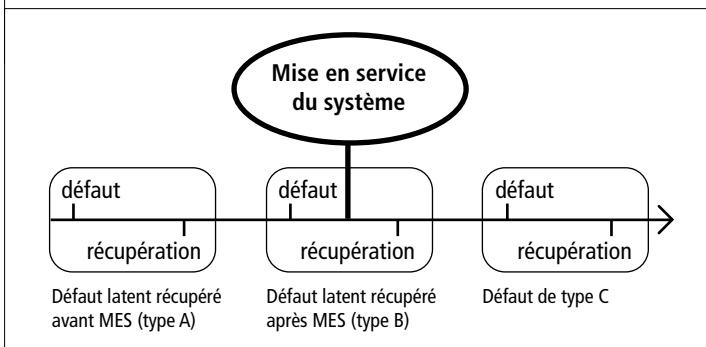 Mise en service
du système
défaut
défaut
défaut
récupération
récupération
récupération
Défaut latent récupéré
avant MES (type A)
Défaut latent récupéré
après MES (type B)
Défaut de type C